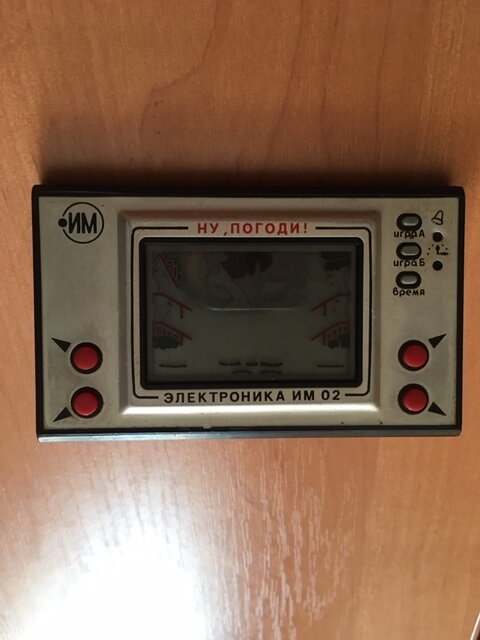 ИМ
НУ, ПОГОДИ!
игра А
игра Б
время
ЭЛЕКТРОНИКА ИМ 02